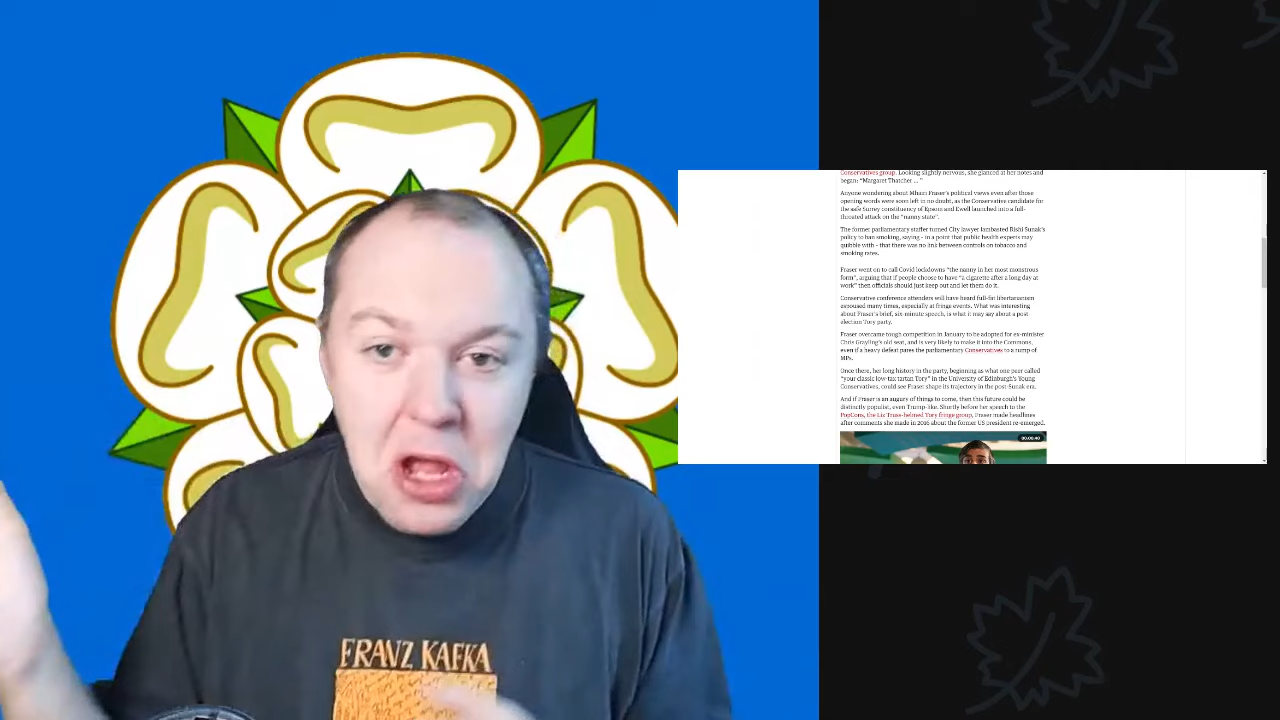 Conservatives group. Looking slightly nervous, she glanced at her notes and
began: "Margaret Thatcher ... "
Anyone wondering about Mhairi Fraser's political views even after those
opening words were soon left in no doubt, as the Conservative candidate for
the safe Surrey constituency of Epsom and Ewell launched into a full-
throated attack on the "nanny state".
The former parliamentary staffer turned City lawyer lambasted Rishi Sunak's
policy to ban smoking, saying – in a point that public health experts may
quibble with – that there was no link between controls on tobacco and
smoking rates.
Fraser went on to call Covid lockdowns "the nanny in her most monstrous
form", arguing that if people choose to have "a cigarette after a long day at
work" then officials should just keep out and let them do it.
Conservative conference attenders will have heard full-fat libertarianism
espoused many times, especially at fringe events. What was interesting
about Fraser's brief, six-minute speech, is what it may say about a post
election Tory party.
Fraser overcame tough competition in January to be adopted for ex-minister
Chris Grayling's old seat, and is very likely to make it into the Commons,
even if a heavy defeat pares the parliamentary Conservatives to a rump of
MPs.
Once there, her long history in the party, beginning as what one peer called
"your classic low-tax tartan Tory" in the University of Edinburgh's Young
Conservatives, could see Fraser shape its trajectory in the post-Sunak era.
And if Fraser is an augury of things to come, then this future could be
distinctly populist, even Trump-like. Shortly before her speech to the
PopCons, the Liz Truss-helmed Tory fringe group, Fraser made headlines
after comments she made in 2016 about the former US president re-emerged.
00:00:40
FRANZ KAFKA